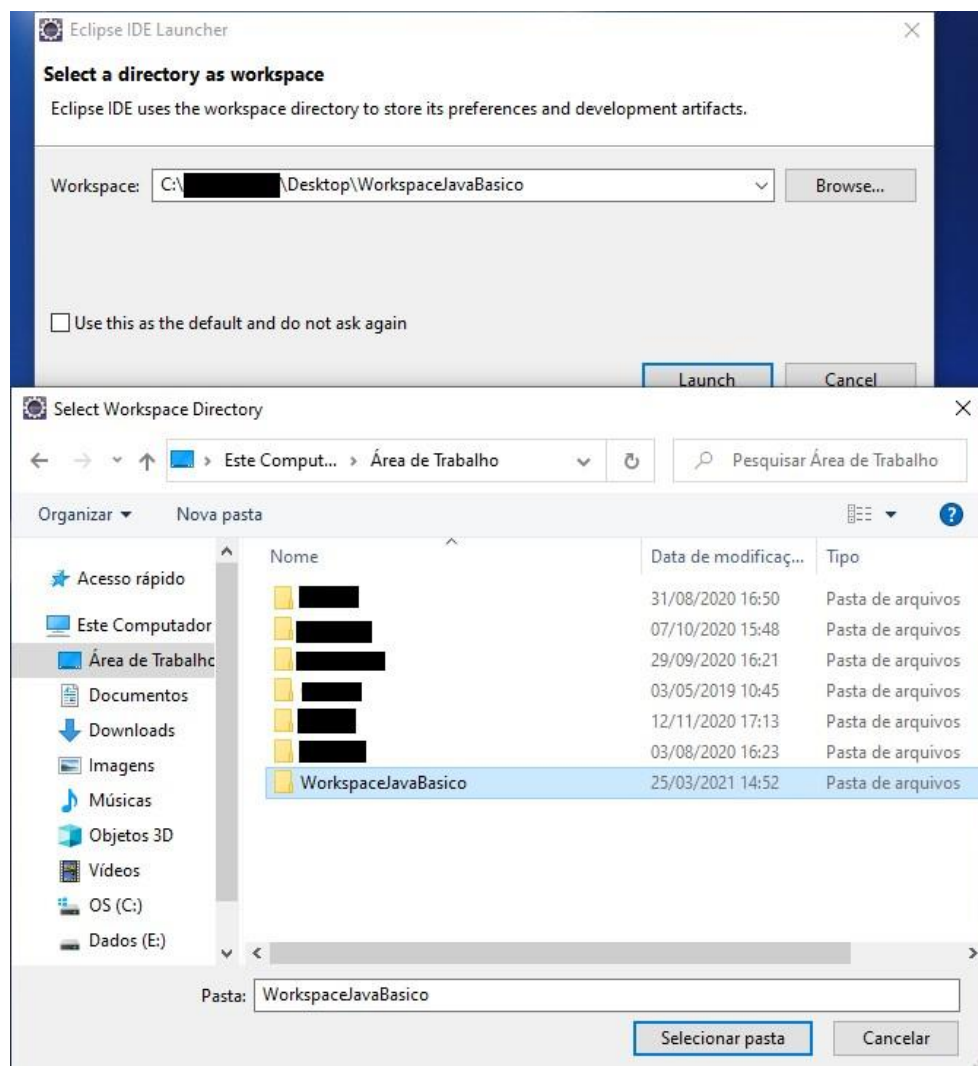 Eclipse IDE Launcher
Select a directory as workspace
Eclipse IDE uses the workspace directory to store its preferences and development artifacts.
Workspace: C:\ \Desktop\WorkspaceJavaBasico Browse...
Use this as the default and do not ask again
Launch Cancel
Select Workspace Directory
Este Comput... › Área de Trabalho Pesquisar Área de Trabalho
Organizar Nova pasta ?
Nome Data de modificaç... Tipo
Acesso rápido
31/08/2020 16:50 Pasta de arquivos
Este Computador 07/10/2020 15:48 Pasta de arquivos
Área de Trabalho 29/09/2020 16:21 Pasta de arquivos
Documentos 03/05/2019 10:45 Pasta de arquivos
Downloads 12/11/2020 17:13 Pasta de arquivos
Imagens 03/08/2020 16:23 Pasta de arquivos
WorkspaceJavaBasico 25/03/2021 14:52 Pasta de arquivos
Músicas
Objetos 3D
Vídeos
OS (C:)
Dados (E:)
Pasta: WorkspaceJavaBasico
Selecionar pasta Cancelar